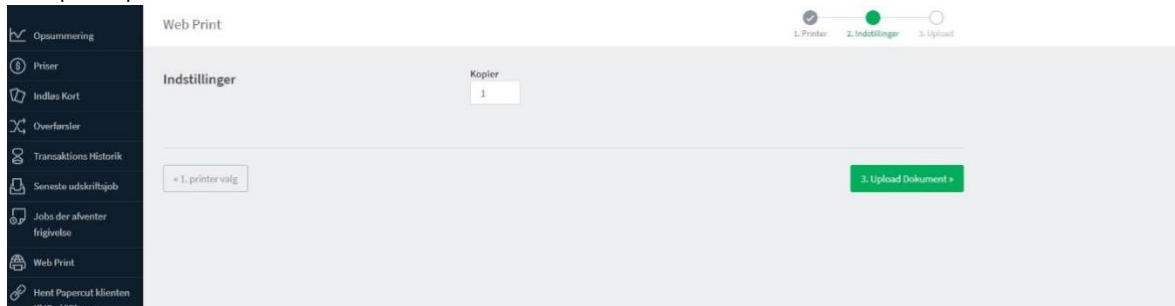 Opsummering
Priser
Indløs Kort
Overførsler
Transaktions Historik
Seneste udskriftsjob
Jobs der afventer
frigivelse
Web Print
Hent Papercut klienten
Web Print
1. Printer
2. Indstillinger
3. Upload
Indstillinger
Kopier
1
« 1. printer valg
3. Upload Dokument »